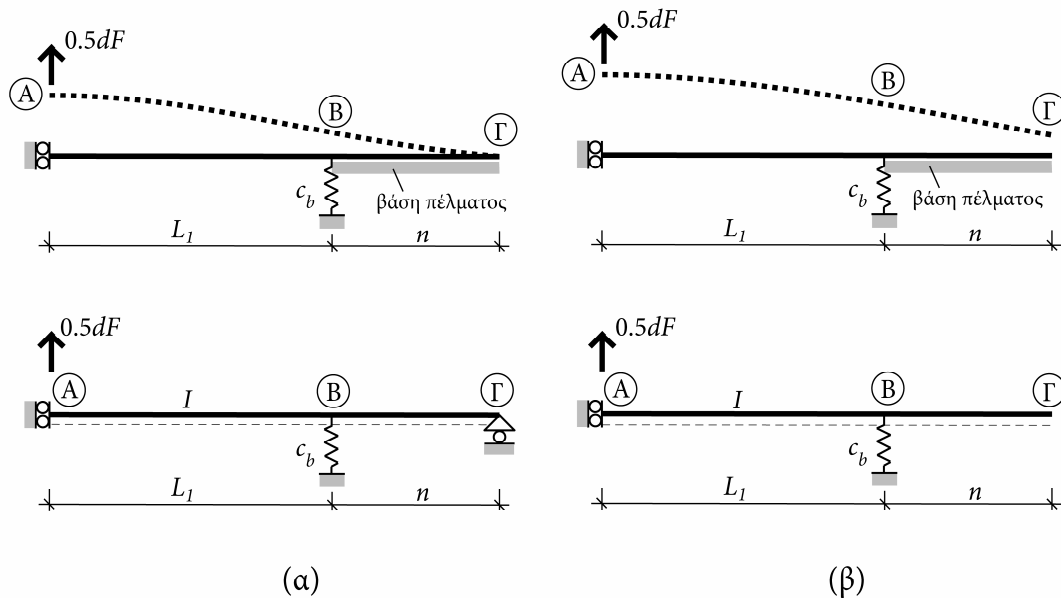 0.5dF
Α
Β
Γ
c_b
βάση πέλματος
L_1
n
0.5dF
Α
I
Β
Γ
c_b
L_1
n
(α)
0.5dF
Α
Β
Γ
c_b
βάση πέλματος
L_1
n
0.5dF
Α
I
Β
Γ
c_b
L_1
n
(β)